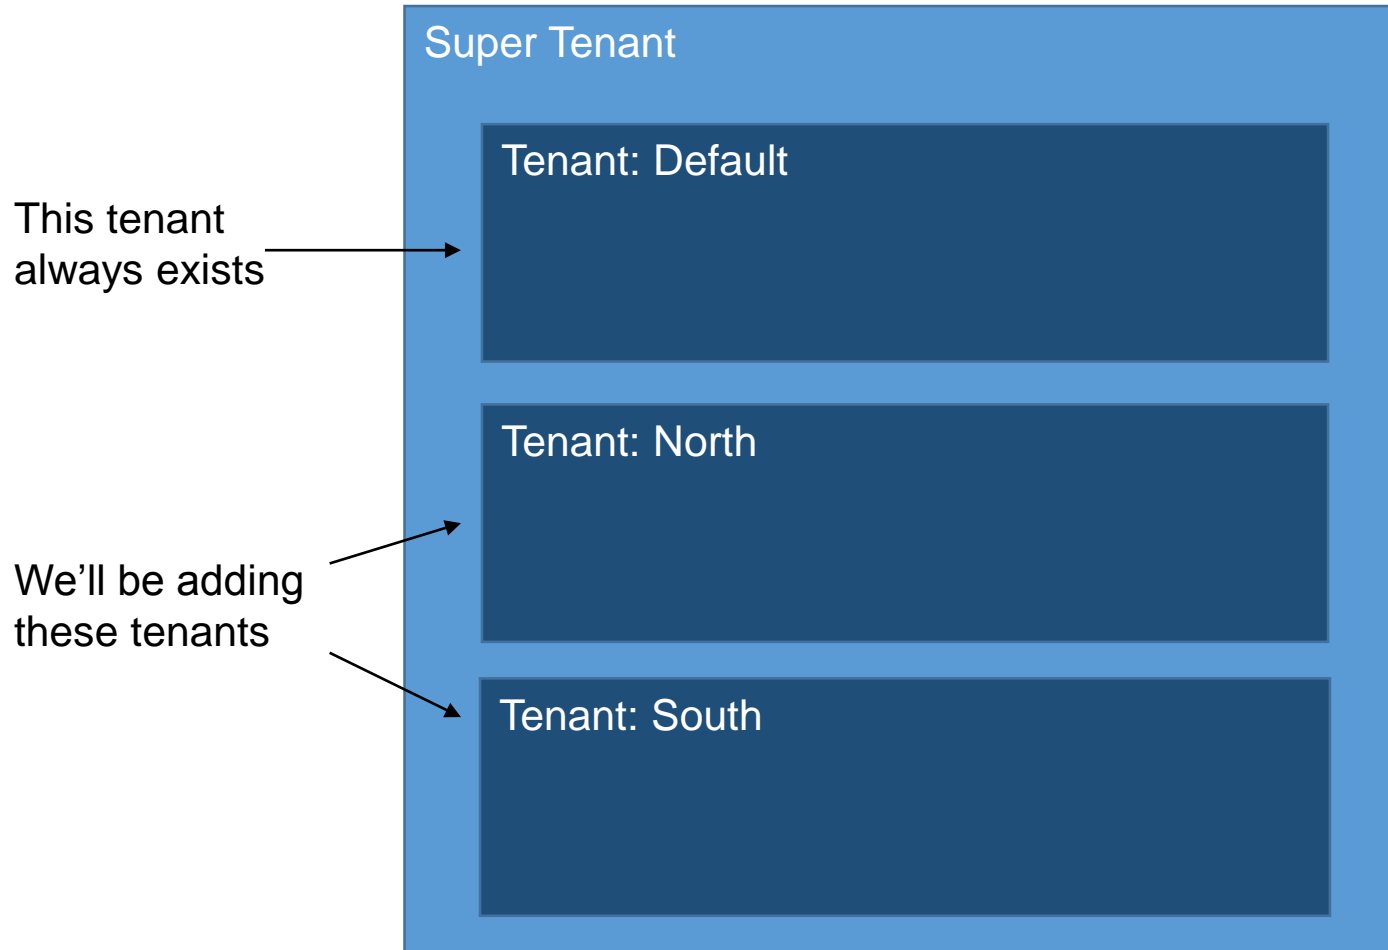 Super Tenant
Tenant: Default
This tenant
always exists
Tenant: North
We’ll be adding
these tenants
Tenant: South